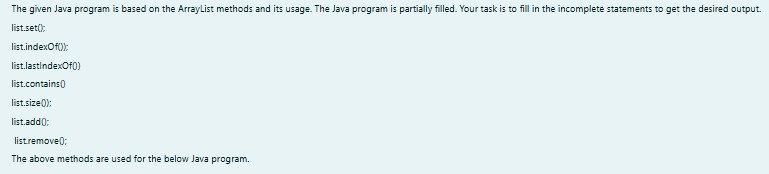 The given Java program is based on the ArrayList methods and its usage. The Java program is partially filled. Your task is to fill in the incomplete statements to get the desired output.
list.set();
list.indexOf());
list.lastIndexOf())
list.contains()
list.size());
list.add();
list.remove();
The above methods are used for the below Java program.